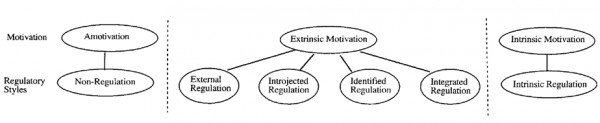 Motivation
Amotivation
Extrinsic Motivation
Intrinsic Motivation
Regulatory
Styles
Non-Regulation
External
Regulation
Introjected
Regulation
Identified
Regulation
Integrated
Regulation
Intrinsic Regulation